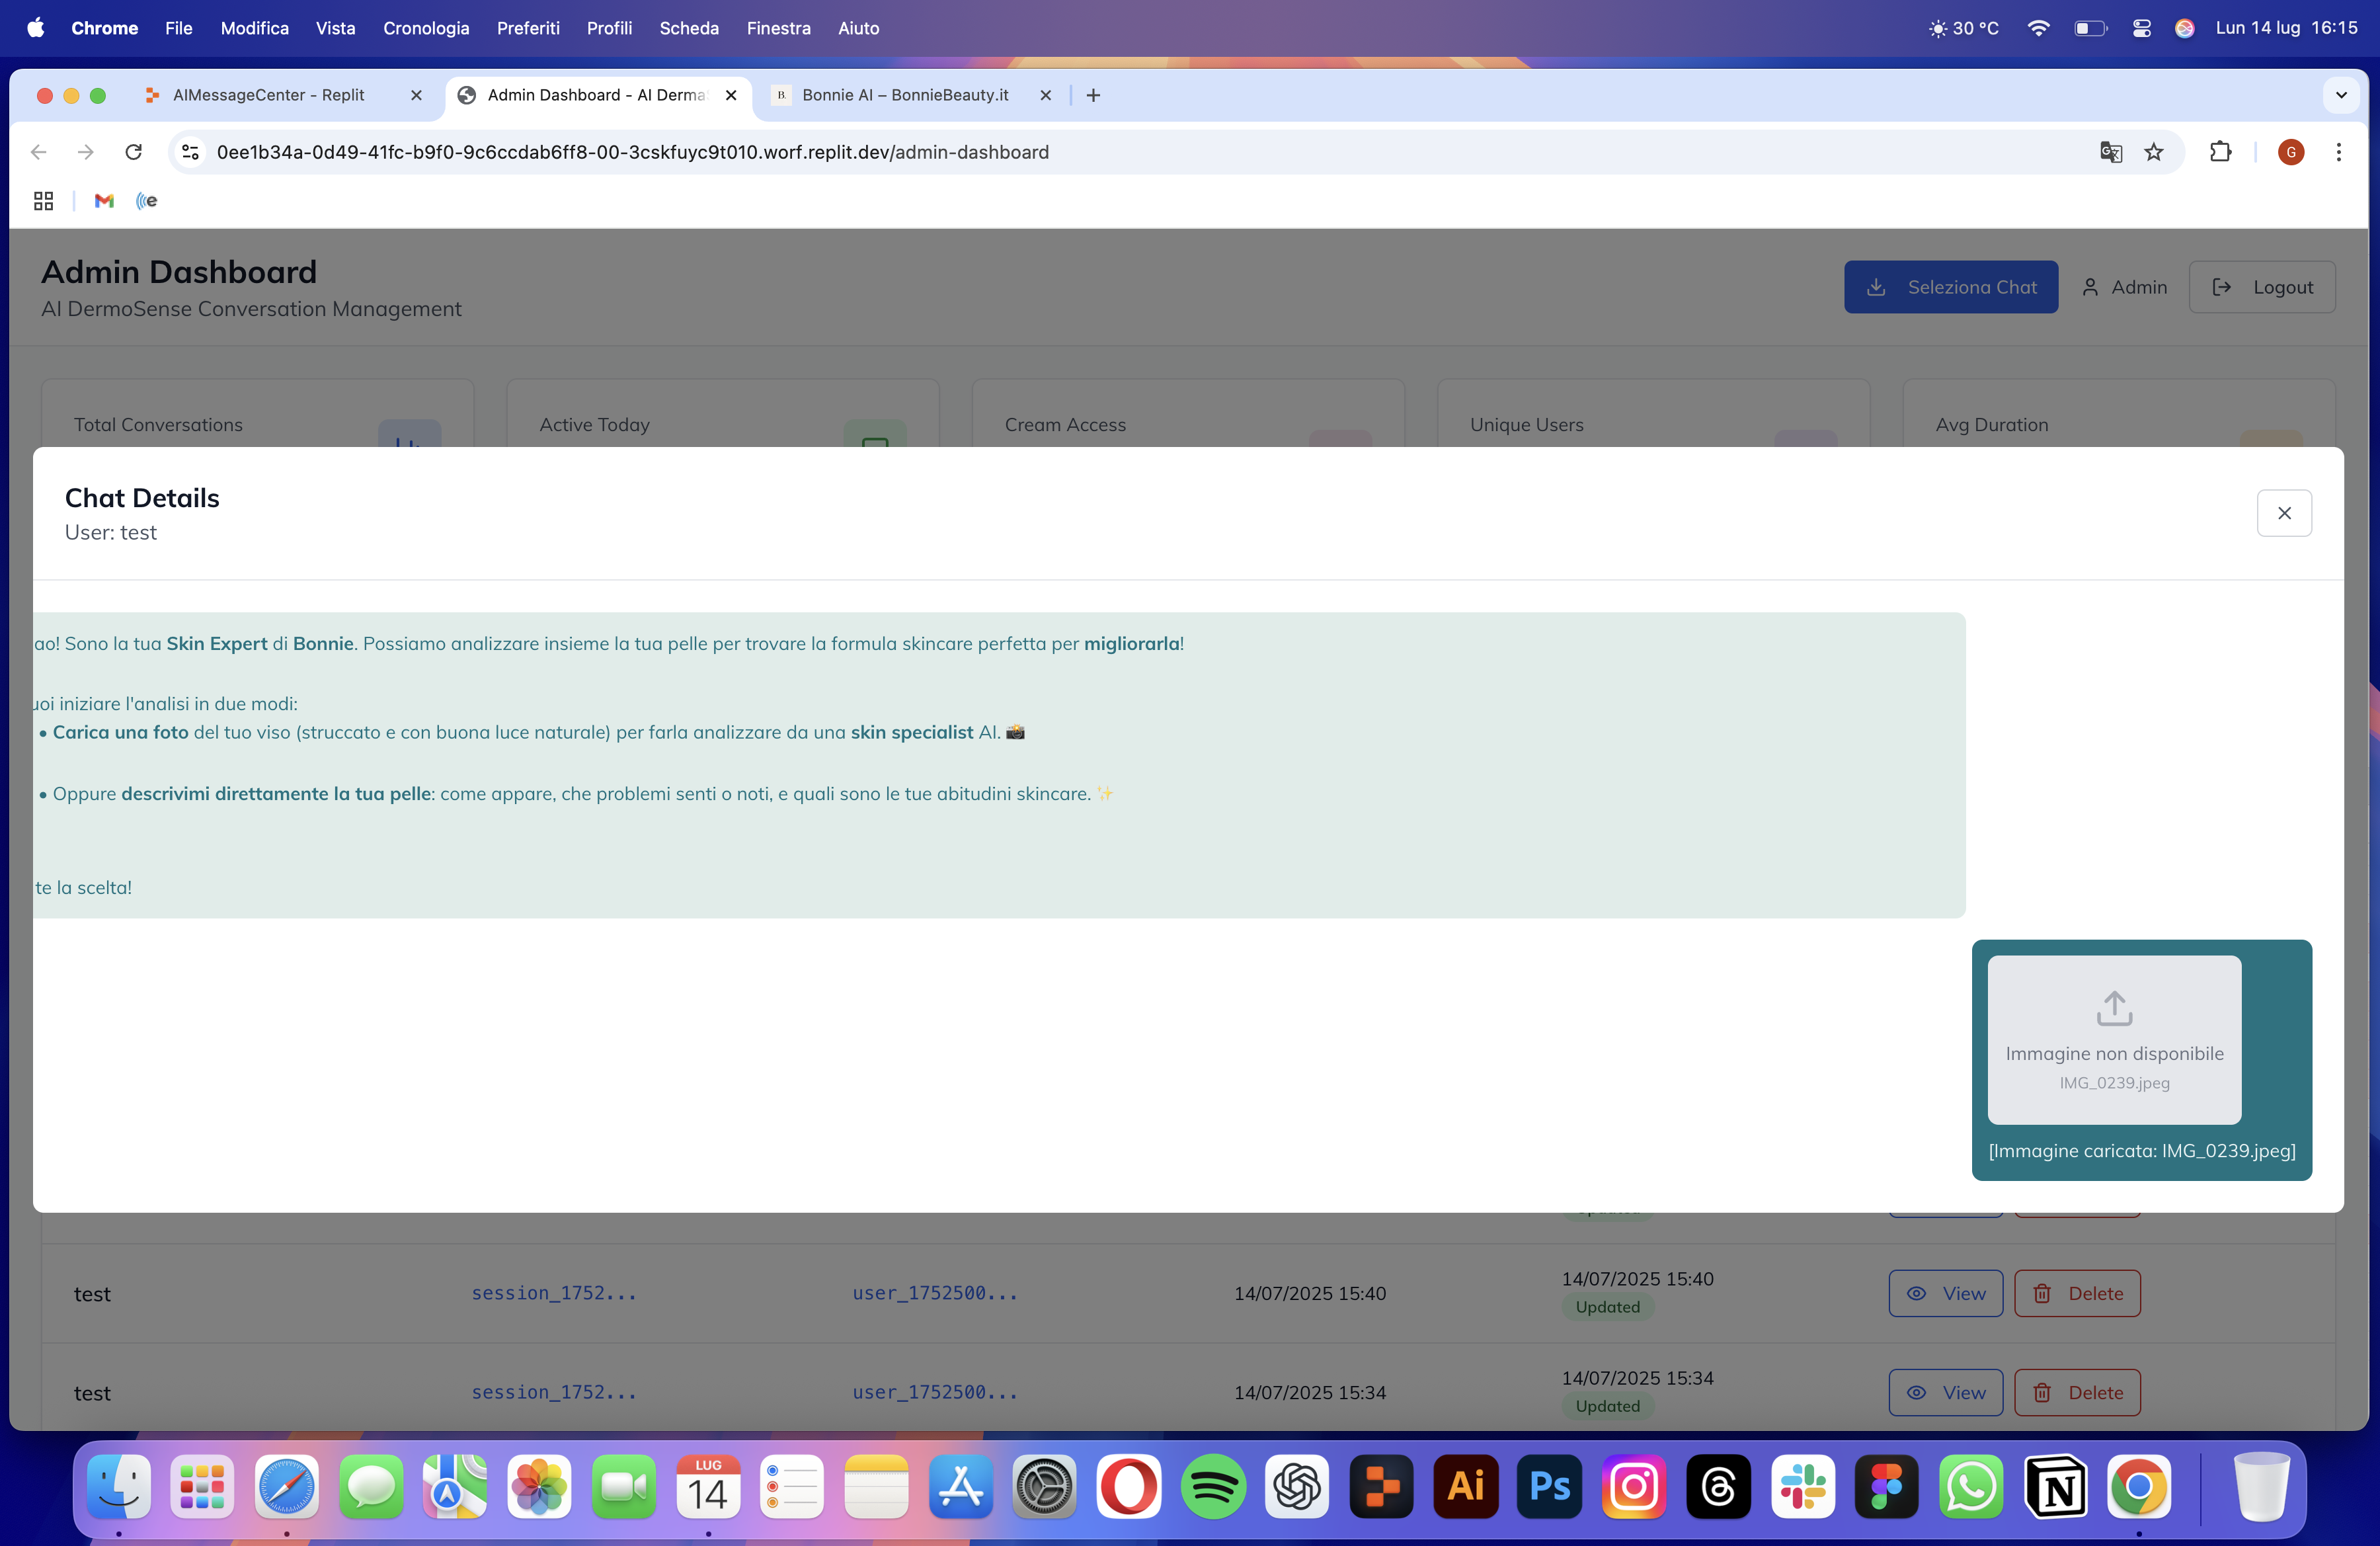 Chrome File Modifica Vista Cronologia Preferiti Profili Scheda Finestra Aiuto 30 °C Lun 14 lug 16:15
AIMessageCenter - Replit Admin Dashboard - AI Derma B. Bonnie AI – BonnieBeauty.it
0ee1b34a-0d49-41fc-b9f0-9c6ccdab6ff8-00-3cskfuyc9t010.worf.replit.dev/admin-dashboard G
Admin Dashboard
AI DermoSense Conversation Management
Seleziona Chat Admin Logout
Total Conversations Active Today Cream Access Unique Users Avg Duration
Chat Details
User: test
ao! Sono la tua Skin Expert di Bonnie. Possiamo analizzare insieme la tua pelle per trovare la formula skincare perfetta per migliorarla!
uoi iniziare l'analisi in due modi:
• Carica una foto del tuo viso (struccato e con buona luce naturale) per farla analizzare da una skin specialist AI. 📸
• Oppure descrivimi direttamente la tua pelle: come appare, che problemi senti o noti, e quali sono le tue abitudini skincare. ✨
te la scelta!
Immagine non disponibile
IMG_0239.jpeg
[Immagine caricata: IMG_0239.jpeg]
test session_1752... user_1752500... 14/07/2025 15:40 14/07/2025 15:40 View Delete
Updated
test session_1752... user_1752500... 14/07/2025 15:34 14/07/2025 15:34 View Delete
Updated
LUG
14
Ai Ps